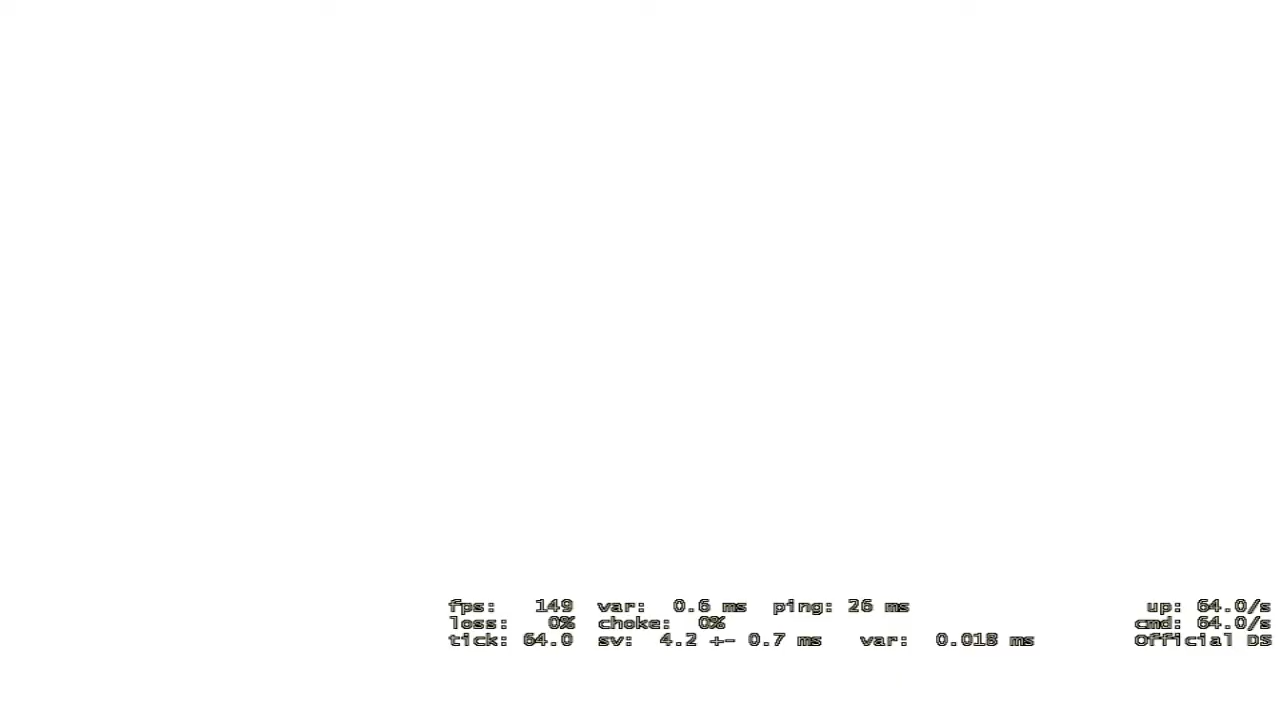 fps: 149 var: 0.6 ms ping: 26 ms up: 64.0/s
loss: 0% choke: 0% cmd: 64.0/s
tick: 64.0 sv: 4.2 +- 0.7 ms var: 0.018 ms Official DS